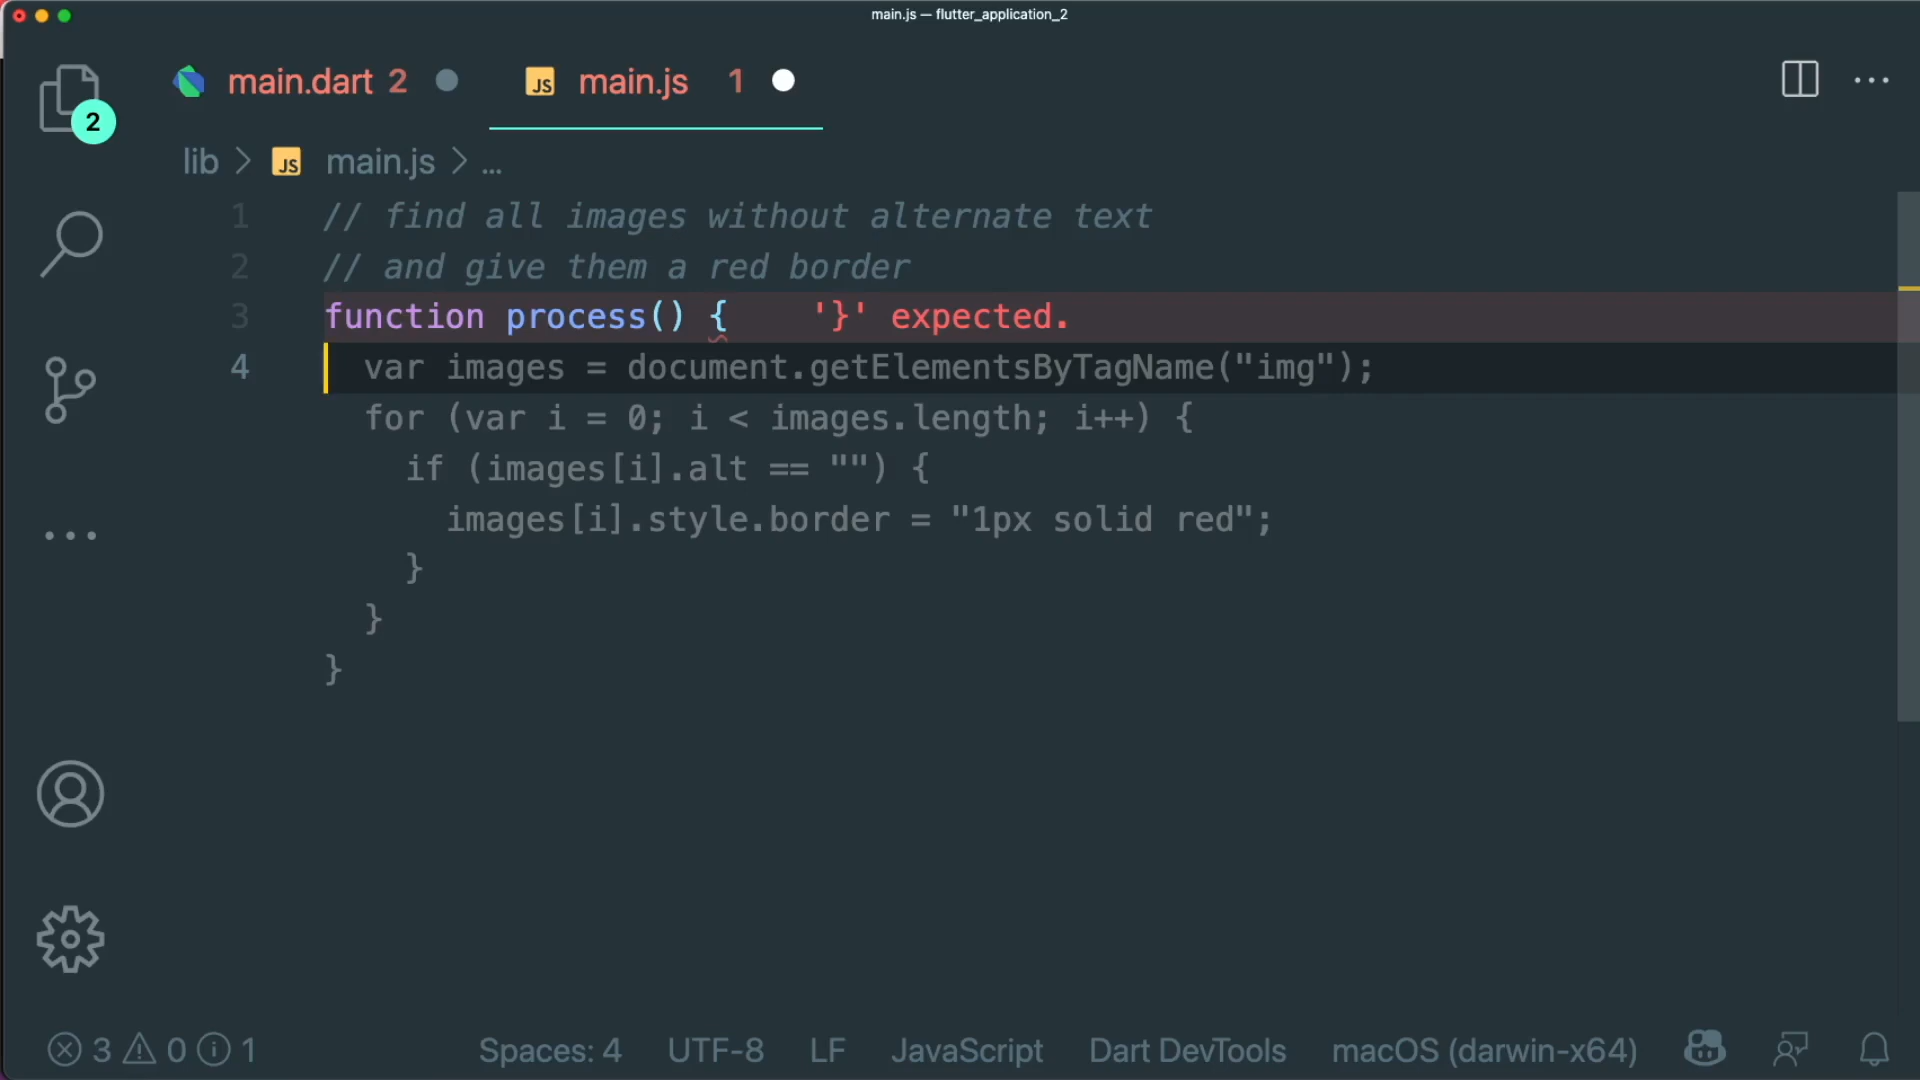 main.js — flutter_application_2
main.dart 2 JS main.js 1
2
lib > JS main.js > ...
1 // find all images without alternate text
2 // and give them a red border
3 function process() { '}' expected.
4 var images = document.getElementsByTagName("img");
for (var i = 0; i < images.length; i++) {
if (images[i].alt == "") {
images[i].style.border = "1px solid red";
}
}
}
3 0 1 Spaces: 4 UTF-8 LF JavaScript Dart DevTools macOS (darwin-x64)